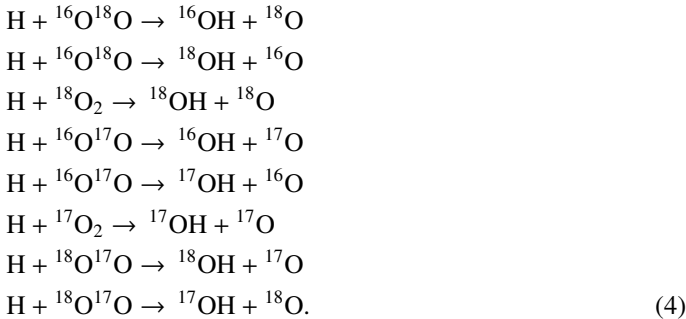 H + ¹⁶O¹⁸O → ¹⁶OH + ¹⁸O
H + ¹⁶O¹⁸O → ¹⁸OH + ¹⁶O
H + ¹⁸O₂ → ¹⁸OH + ¹⁸O
H + ¹⁶O¹⁷O → ¹⁶OH + ¹⁷O
H + ¹⁶O¹⁷O → ¹⁷OH + ¹⁶O
H + ¹⁷O₂ → ¹⁷OH + ¹⁷O
H + ¹⁸O¹⁷O → ¹⁸OH + ¹⁷O
H + ¹⁸O¹⁷O → ¹⁷OH + ¹⁸O. (4)